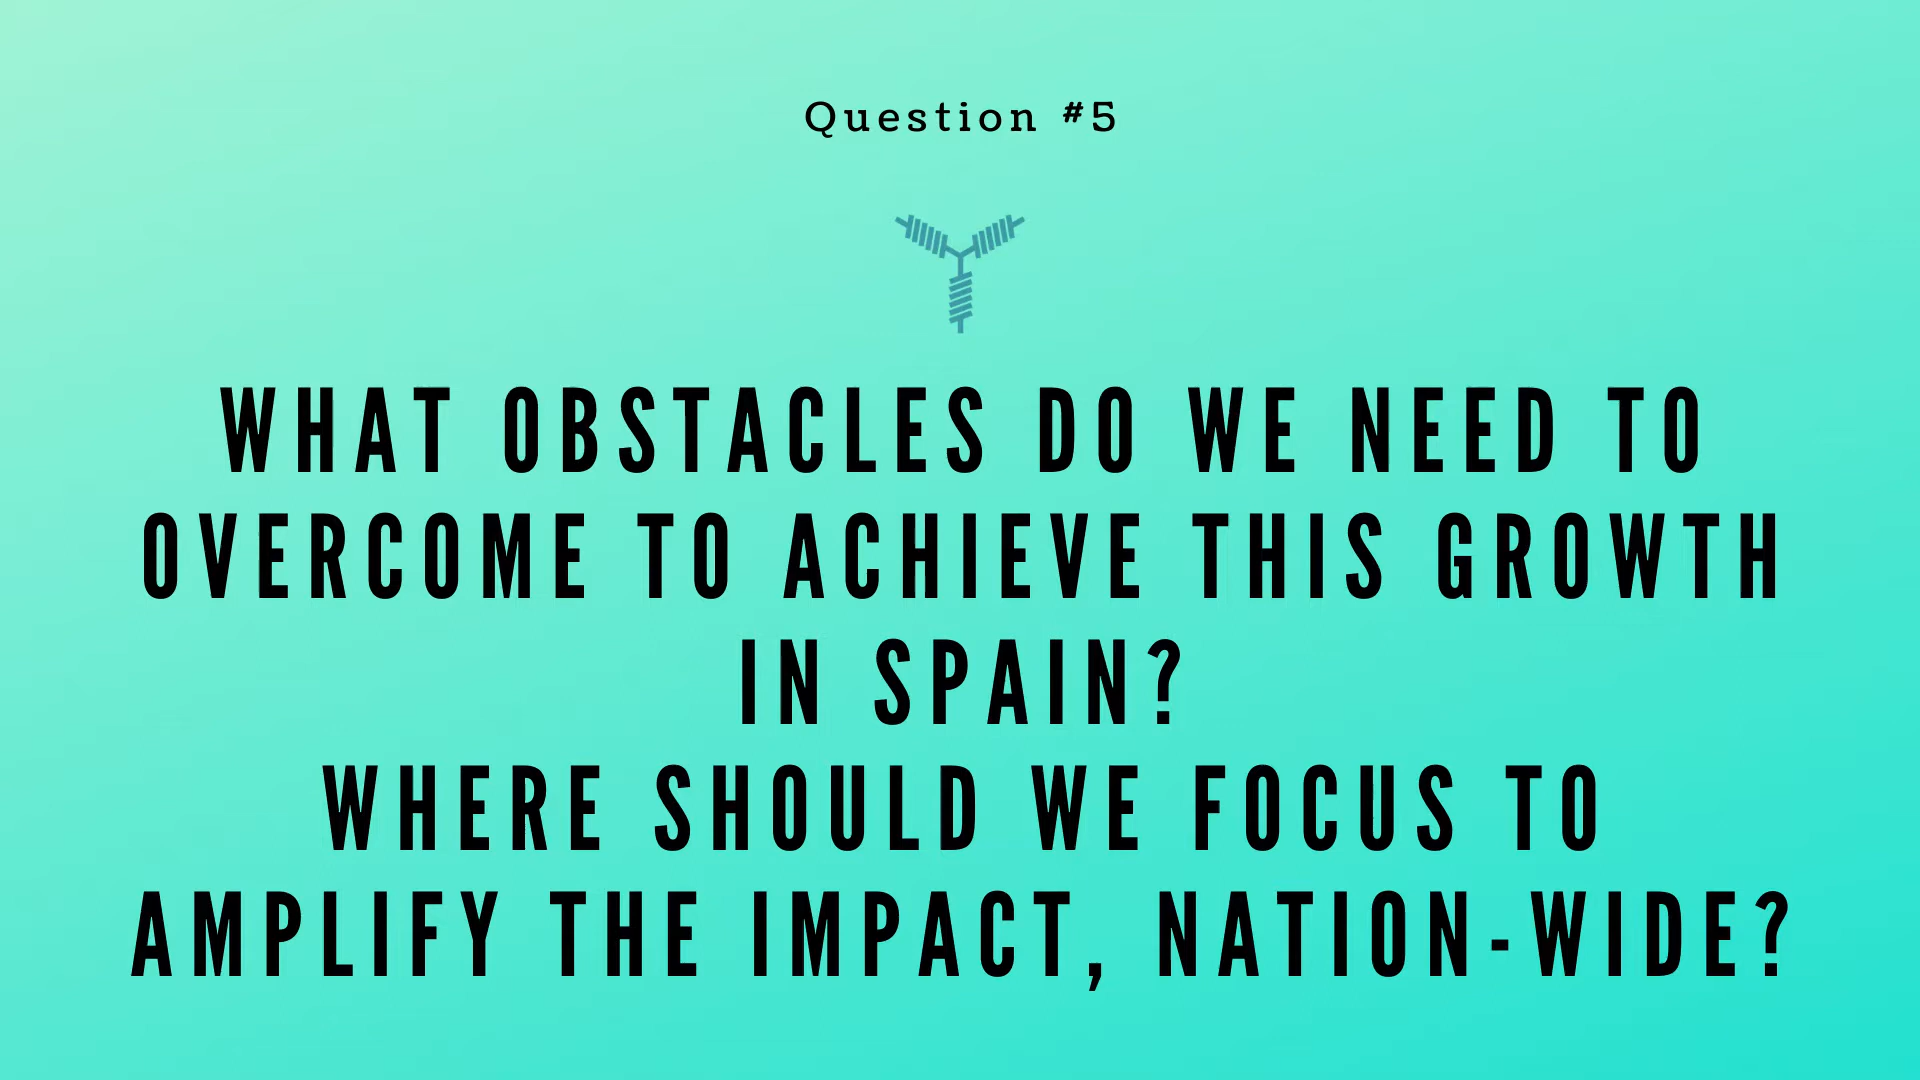 Question #5
WHAT OBSTACLES DO WE NEED TO
OVERCOME TO ACHIEVE THIS GROWTH
IN SPAIN?
WHERE SHOULD WE FOCUS TO
AMPLIFY THE IMPACT, NATION-WIDE?